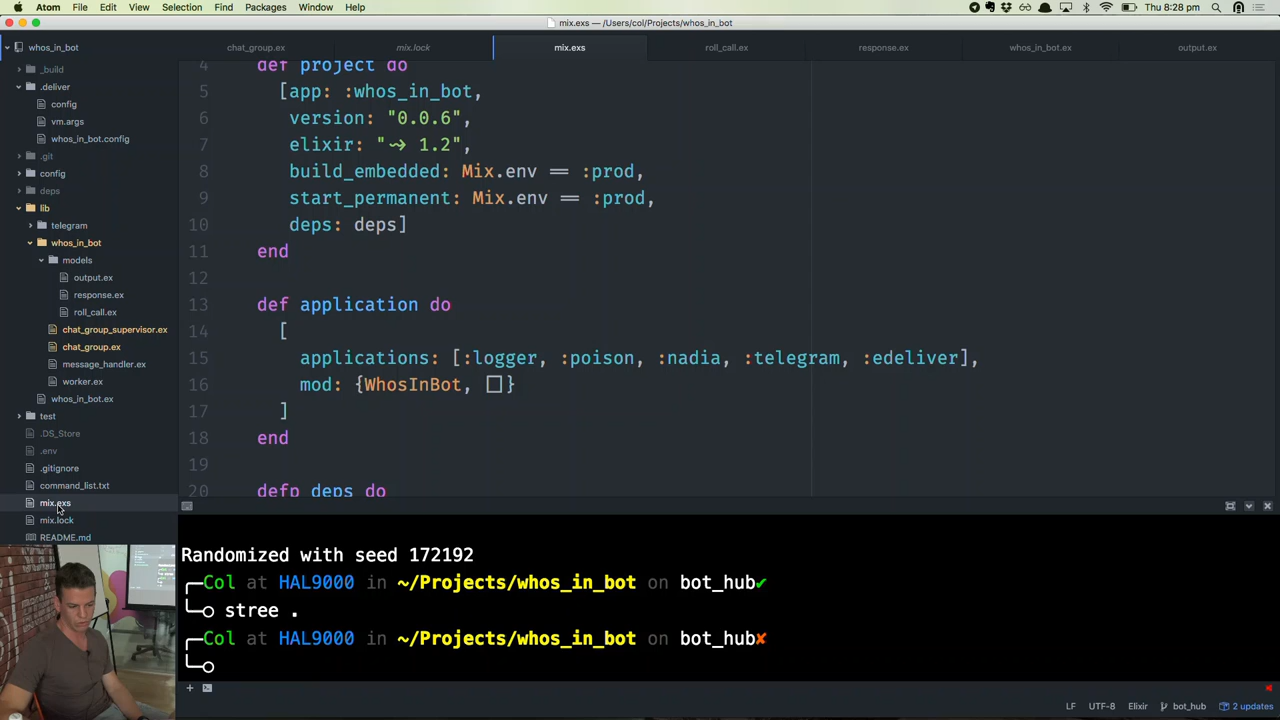 Atom File Edit View Selection Find Packages Window Help
Thu 8:28 pm
mix.exs — /Users/col/Projects/whos_in_bot
whos_in_bot
chat_group.ex
mix.lock
mix.exs
roll_call.ex
response.ex
whos_in_bot.ex
output.ex
_build
.deliver
config
vm.args
whos_in_bot.config
.git
config
deps
lib
telegram
whos_in_bot
models
output.ex
response.ex
roll_call.ex
chat_group_supervisor.ex
chat_group.ex
message_handler.ex
worker.ex
whos_in_bot.ex
test
.DS_Store
.env
.gitignore
command_list.txt
mix.exs
mix.lock
README.md
4 def project do
5 [app: :whos_in_bot,
6 version: "0.0.6",
7 elixir: "~> 1.2",
8 build_embedded: Mix.env == :prod,
9 start_permanent: Mix.env == :prod,
10 deps: deps]
11 end
12
13 def application do
14 [
15 applications: [:logger, :poison, :nadia, :telegram, :edeliver],
16 mod: {WhosInBot, []}
17 ]
18 end
19
20 defp deps do
Randomized with seed 172192
Col at HAL9000 in ~/Projects/whos_in_bot on bot_hub✔
stree .
Col at HAL9000 in ~/Projects/whos_in_bot on bot_hub✘
LF UTF-8 Elixir bot_hub 2 updates